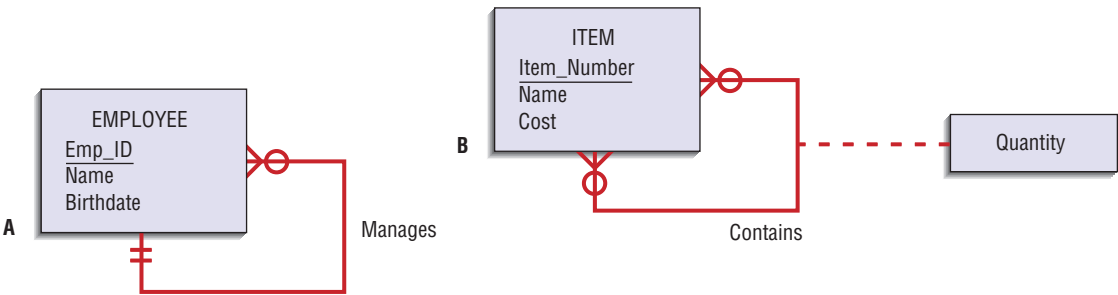 A
EMPLOYEE
Emp_ID
Name
Birthdate
Manages
B
ITEM
Item_Number
Name
Cost
Contains
Quantity